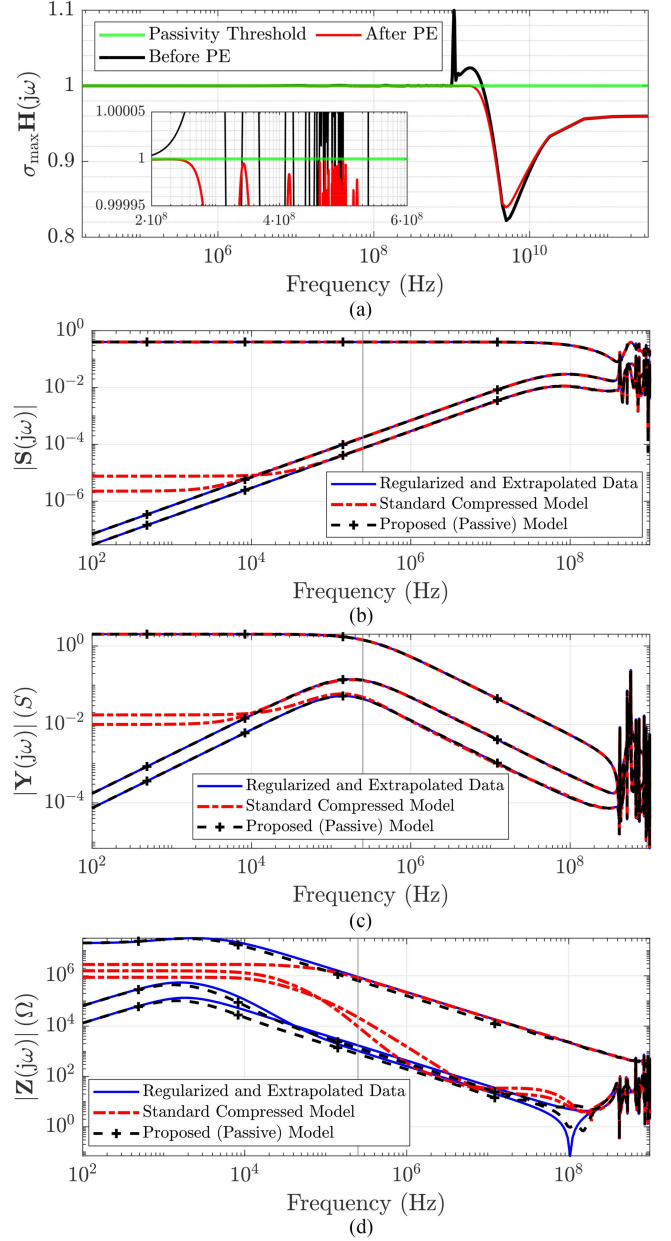 1.1
Passivity Threshold After PE
Before PE
1
σmax H(jω)
1.00005
1
0.99995
2·10^8 4·10^8 6·10^8
0.9
0.8
10^6 10^8 10^10
Frequency (Hz)
(a)
10^0
10^-2
10^-4
10^-6
|S(jω)|
Regularized and Extrapolated Data
Standard Compressed Model
Proposed (Passive) Model
10^2 10^4 10^6 10^8
Frequency (Hz)
(b)
10^0
10^-2
10^-4
|Y(jω)| (S)
Regularized and Extrapolated Data
Standard Compressed Model
Proposed (Passive) Model
10^2 10^4 10^6 10^8
Frequency (Hz)
(c)
10^6
10^4
10^2
10^0
|Z(jω)| (Ω)
Regularized and Extrapolated Data
Standard Compressed Model
Proposed (Passive) Model
10^2 10^4 10^6 10^8
Frequency (Hz)
(d)